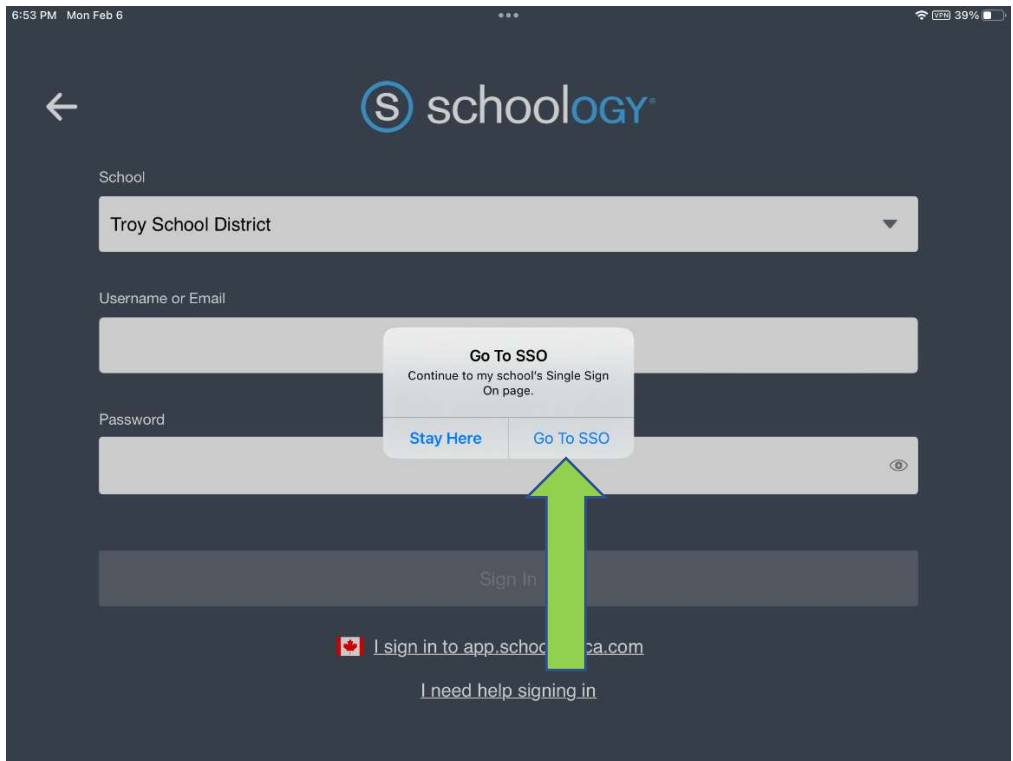 6:53 PM Mon Feb 6
VPN 39%
S schoology
School
Troy School District
Username or Email
Go To SSO
Continue to my school's Single Sign
On page.
Stay Here Go To SSO
Password
Sign In
I sign in to app.schoo ca.com
I need help signing in